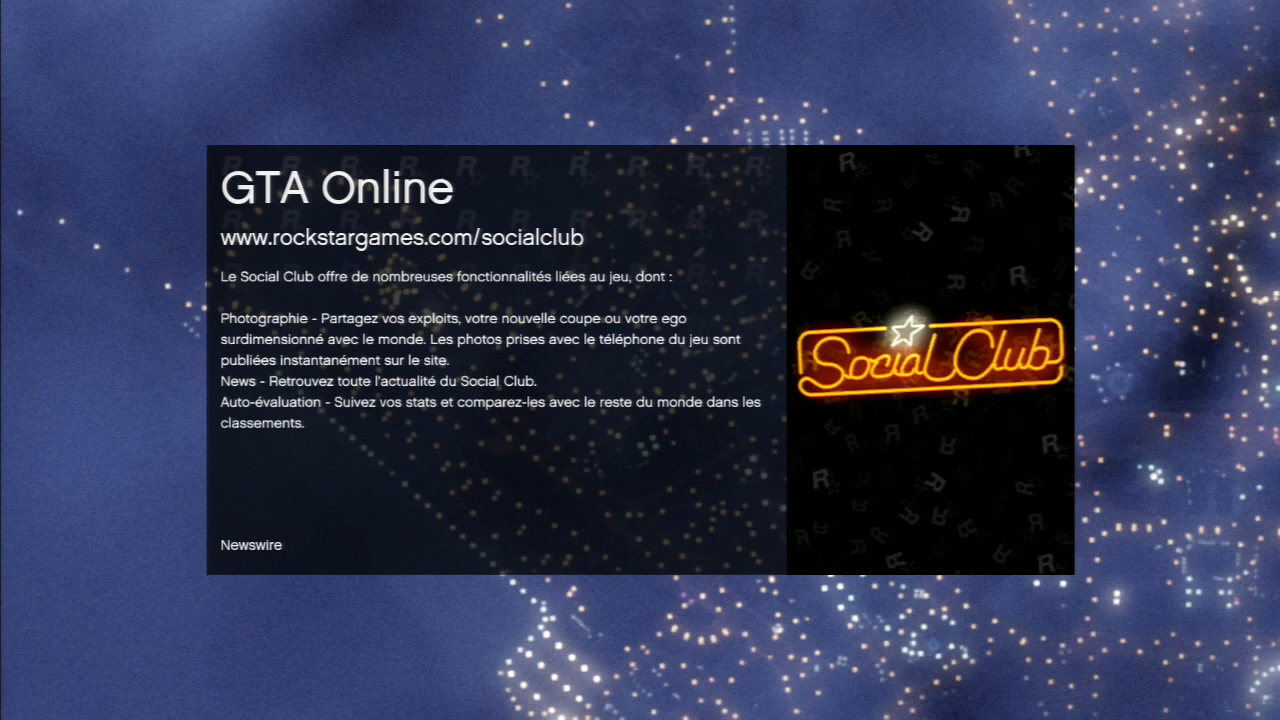 GTA Online
www.rockstargames.com/socialclub
Le Social Club offre de nombreuses fonctionnalités liées au jeu, dont :
Photographie - Partagez vos exploits, votre nouvelle coupe ou votre ego
surdimensionné avec le monde. Les photos prises avec le téléphone du jeu sont
publiées instantanément sur le site.
News - Retrouvez toute l'actualité du Social Club.
Auto-évaluation - Suivez vos stats et comparez-les avec le reste du monde dans les
classements.
Newswire
Social Club